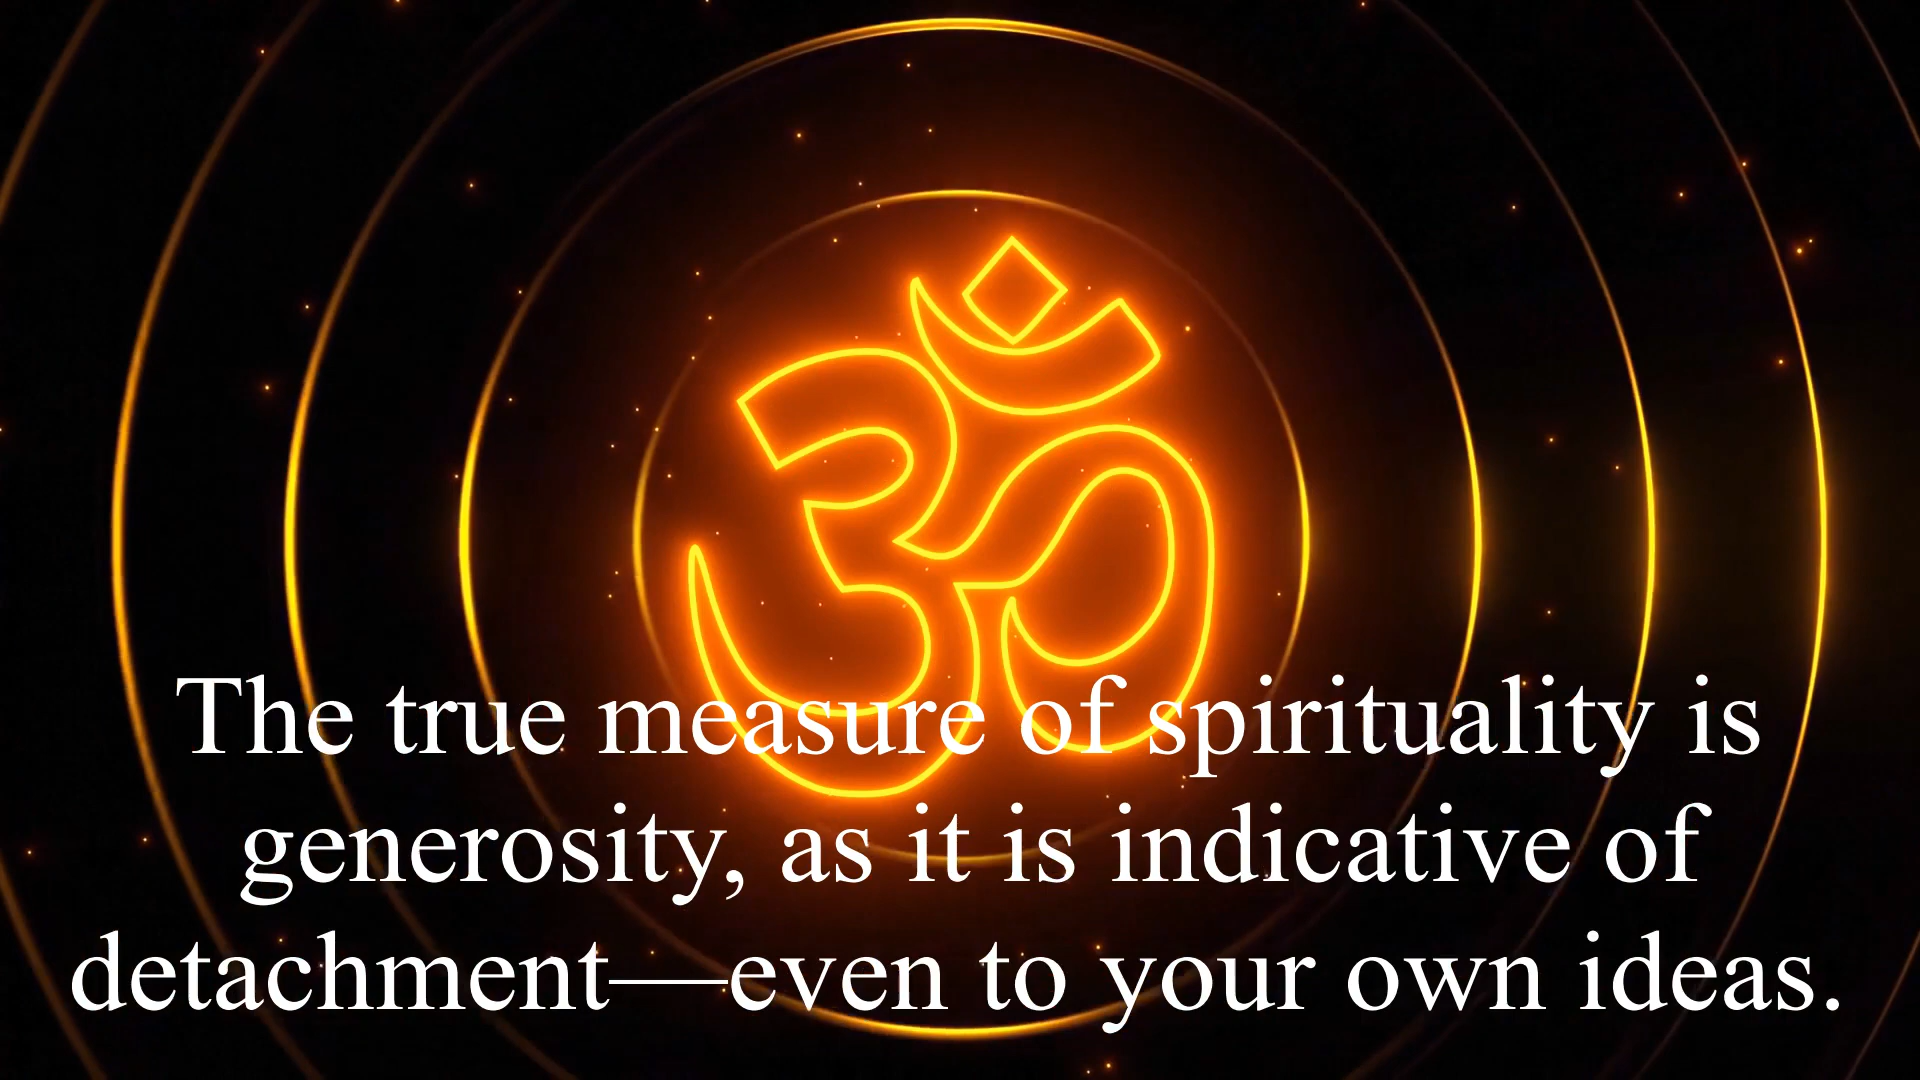 ॐ
The true measure of spirituality is
generosity, as it is indicative of
detachment—even to your own ideas.